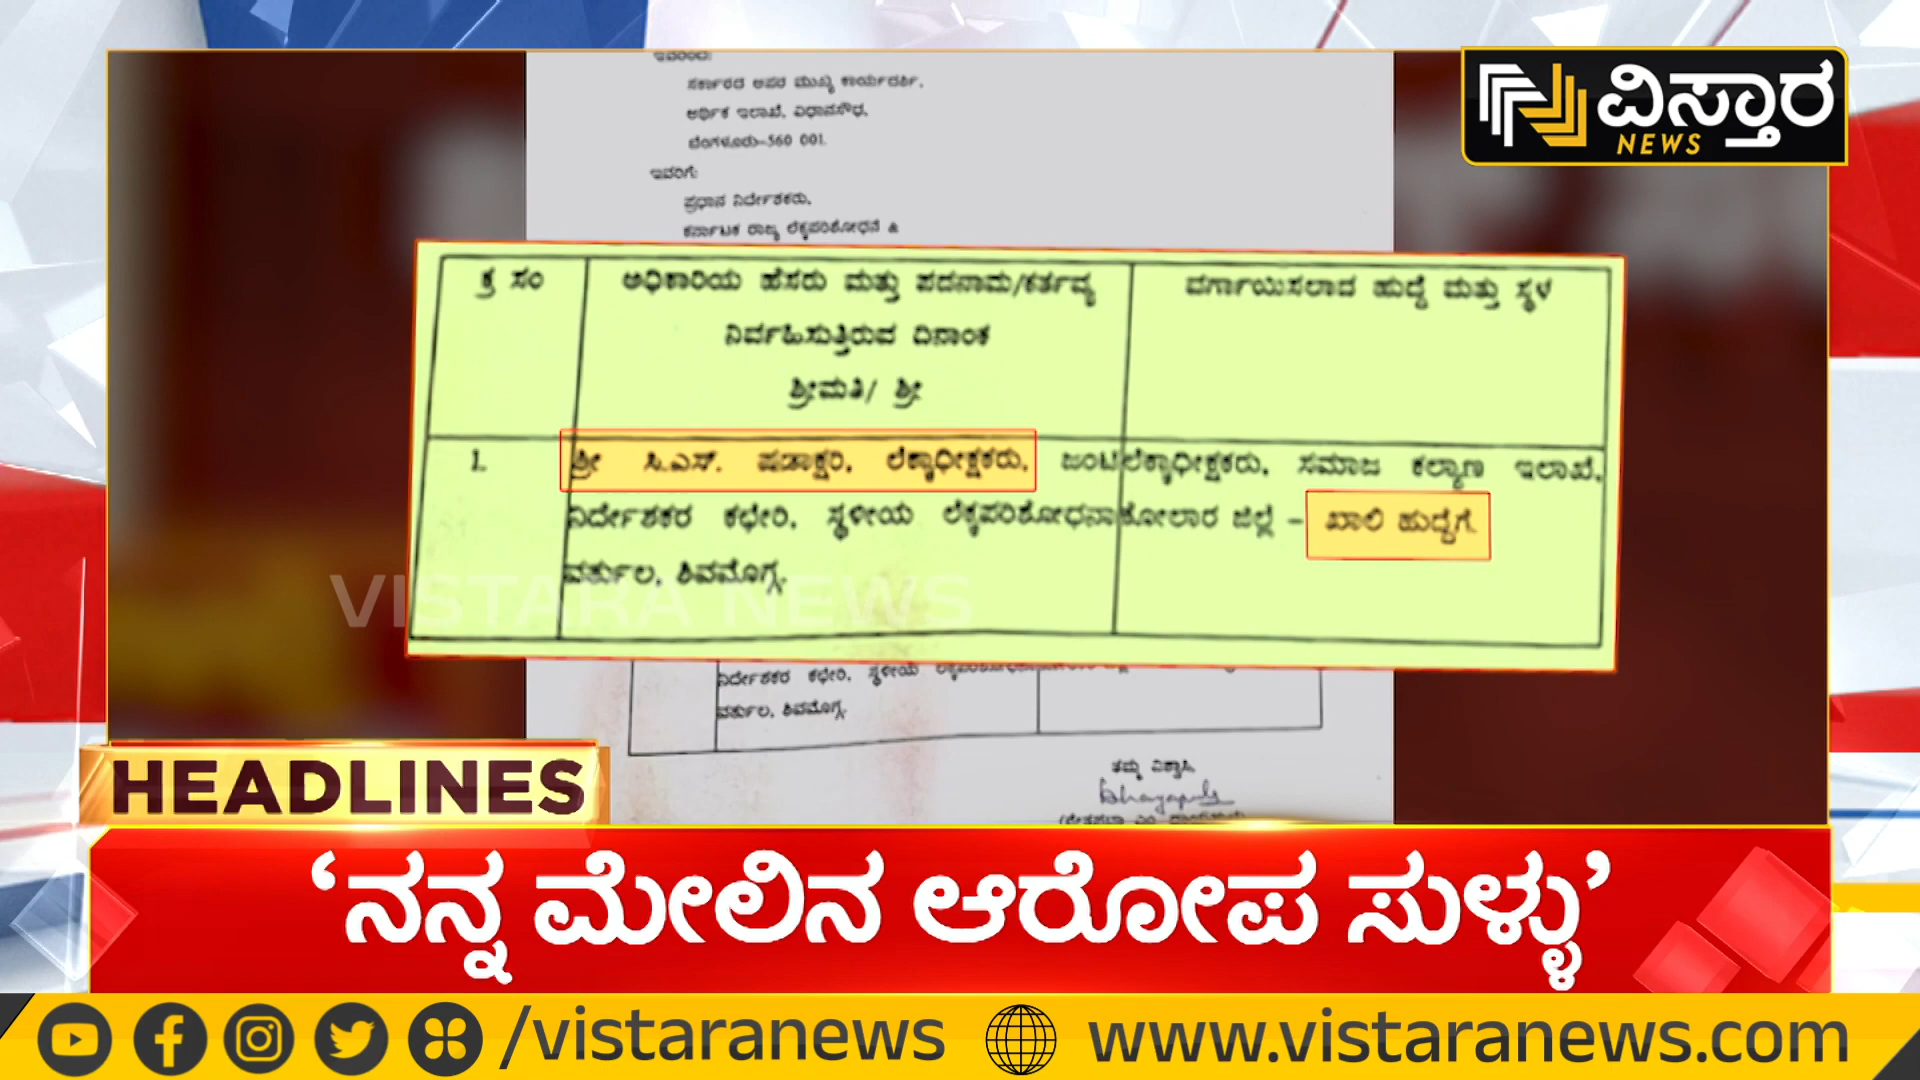 ಇವರಿಂದ:
ಸರ್ಕಾರದ ಅಪರ ಮುಖ್ಯ ಕಾರ್ಯದರ್ಶಿ,
ಆರ್ಥಿಕ ಇಲಾಖೆ, ವಿಧಾನಸೌಧ,
ಬೆಂಗಳೂರು-560 001.
ಇವರಿಗೆ:
ಪ್ರಧಾನ ನಿರ್ದೇಶಕರು,
ಕರ್ನಾಟಕ ರಾಜ್ಯ ಲೆಕ್ಕಪರಿಶೋಧನೆ &
ವಿಸ್ತಾರ
NEWS
ಕ್ರ ಸಂ
ಅಧಿಕಾರಿಯ ಹೆಸರು ಮತ್ತು ಪದನಾಮ/ಕರ್ತವ್ಯ
ನಿರ್ವಹಿಸುತ್ತಿರುವ ದಿನಾಂಕ
ಶ್ರೀಮತಿ/ ಶ್ರೀ
ವರ್ಗಾಯಿಸಲಾದ ಹುದ್ದೆ ಮತ್ತು ಸ್ಥಳ
1.
ಶ್ರೀ ಸಿ.ಎಸ್. ಷಡಾಕ್ಷರಿ, ಲೆಕ್ಕಾಧೀಕ್ಷಕರು, ಜಂಟಿ
ನಿರ್ದೇಶಕರ ಕಛೇರಿ, ಸ್ಥಳೀಯ ಲೆಕ್ಕಪರಿಶೋಧನಾ
ವರ್ತುಲ, ಶಿವಮೊಗ್ಗ.
ಲೆಕ್ಕಾಧೀಕ್ಷಕರು, ಸಮಾಜ ಕಲ್ಯಾಣ ಇಲಾಖೆ,
ಕೋಲಾರ ಜಿಲ್ಲೆ – ಖಾಲಿ ಹುದ್ದೆಗೆ.
VISTARA NEWS
ನಿರ್ದೇಶಕರ ಕಛೇರಿ, ಸ್ಥಳೀಯ ಲೆಕ್ಕಪರಿಶೋಧನಾ
ವರ್ತುಲ, ಶಿವಮೊಗ್ಗ.
ತಮ್ಮ ವಿಶ್ವಾಸಿ,
HEADLINES
‘ನನ್ನ ಮೇಲಿನ ಆರೋಪ ಸುಳ್ಳು’
/vistaranews
www.vistaranews.com